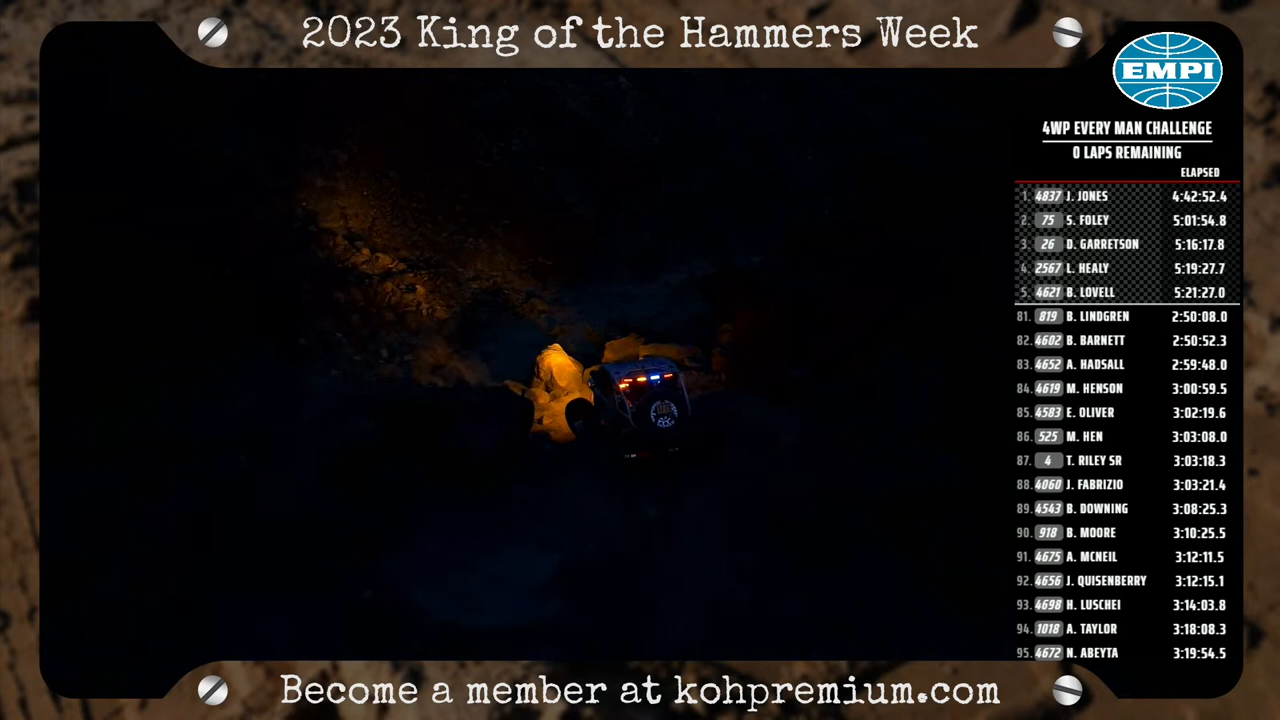 2023 King of the Hammers Week
EMPI
4WP EVERY MAN CHALLENGE
0 LAPS REMAINING
ELAPSED
1. 4837 J. JONES 4:42:52.4
2. 75 S. FOLEY 5:01:54.8
3. 26 D. GARRETSON 5:16:17.8
4. 2567 L. HEALY 5:19:27.7
5. 4621 B. LOVELL 5:21:27.0
81. 819 B. LINDGREN 2:50:08.0
82. 4602 B. BARNETT 2:50:52.3
83. 4652 A. HADSALL 2:59:48.0
84. 4619 M. HENSON 3:00:59.5
85. 4583 E. OLIVER 3:02:19.6
86. 525 M. HEN 3:03:08.0
87. 4 T. RILEY SR 3:03:18.3
88. 4060 J. FABRIZIO 3:03:21.4
89. 4543 B. DOWNING 3:08:25.3
90. 918 B. MOORE 3:10:25.5
91. 4675 A. MCNEIL 3:12:11.5
92. 4656 J. QUISENBERRY 3:12:15.1
93. 4698 H. LUSCHEI 3:14:03.8
94. 1018 A. TAYLOR 3:18:08.3
95. 4672 N. ABEYTA 3:19:54.5
Become a member at kohpremium.com